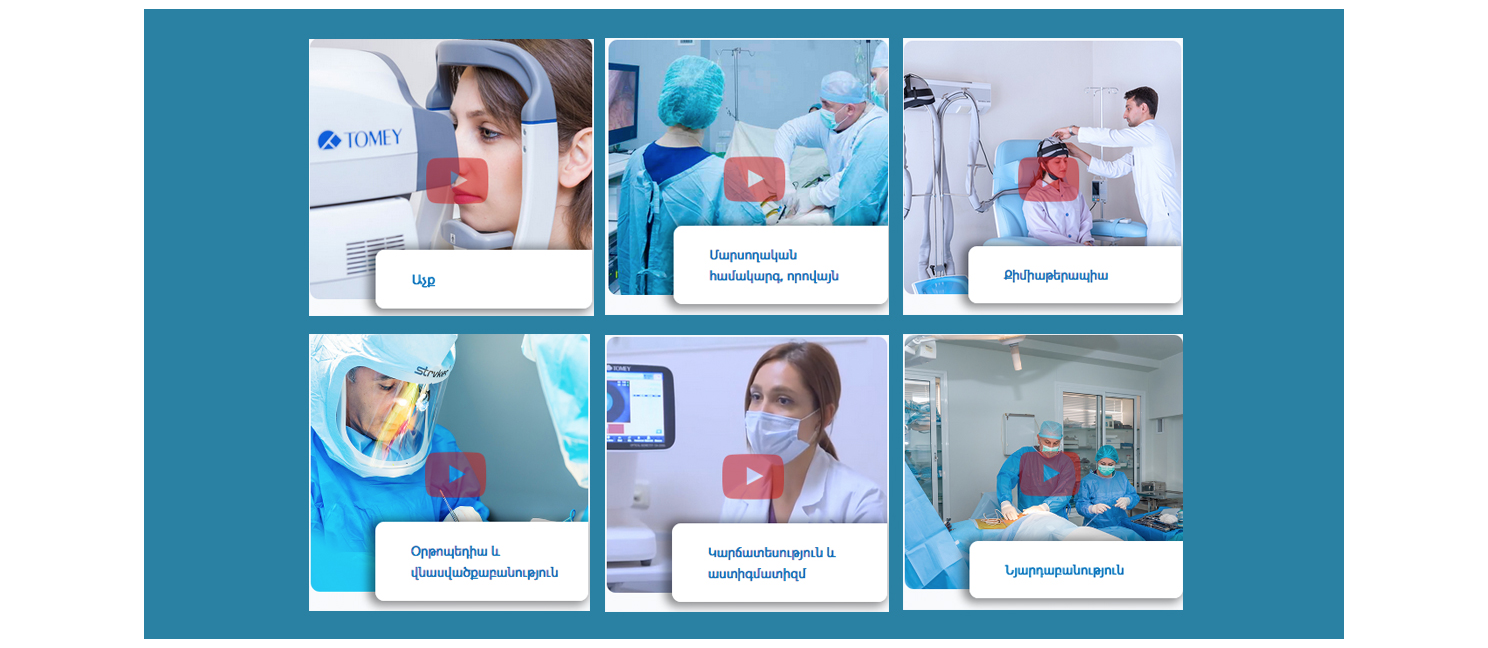 TOMEY
Աչք
Մարսողական
համակարգ, որովայն
Քիմիաթերապիա
stryker
Օրթոպեդիա և
վնասվածքաբանություն
TOMEY
Կարճատեսություն և
աստիգմատիզմ
Նյարդաբանություն